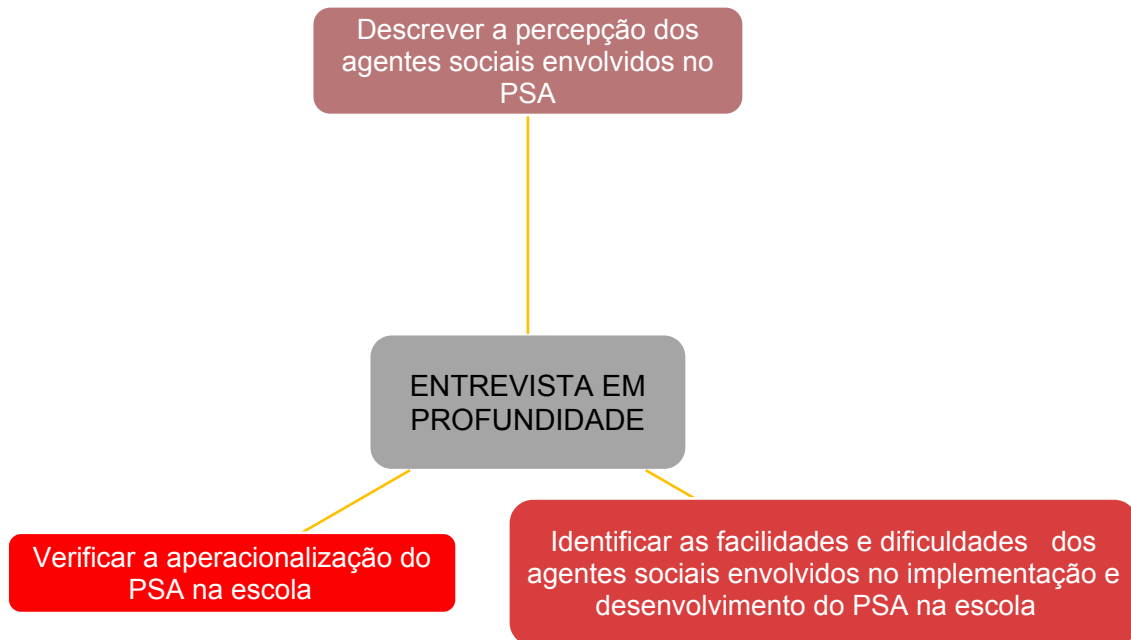 Descrever a percepção dos
agentes sociais envolvidos no
PSA
ENTREVISTA EM
PROFUNDIDADE
Verificar a aperacionalização do
PSA na escola
Identificar as facilidades e dificuldades dos
agentes sociais envolvidos no implementação e
desenvolvimento do PSA na escola